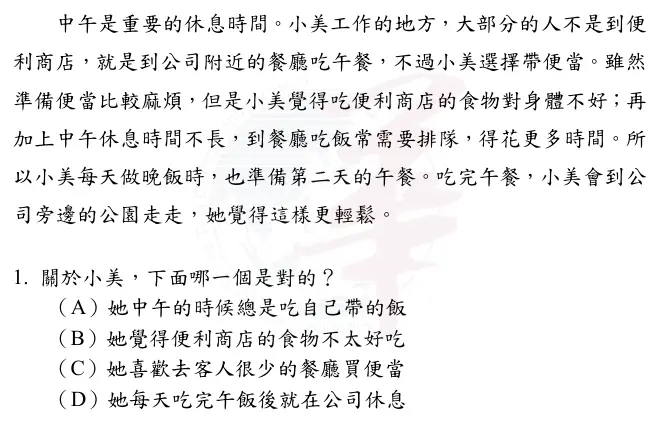 中午是重要的休息時間。小美工作的地方，大部分的人不是到便
利商店，就是到公司附近的餐廳吃午餐，不過小美選擇帶便當。雖然
準備便當比較麻煩，但是小美覺得吃便利商店的食物對身體不好；再
加上中午休息時間不長，到餐廳吃飯常需要排隊，得花更多時間。所
以小美每天做晚飯時，也準備第二天的午餐。吃完午餐，小美會到公
司旁邊的公園走走，她覺得這樣更輕鬆。
1. 關於小美，下面哪一個是對的？
（A）她中午的時候總是吃自己帶的飯
（B）她覺得便利商店的食物不太好吃
（C）她喜歡去客人很少的餐廳買便當
（D）她每天吃完午飯後就在公司休息